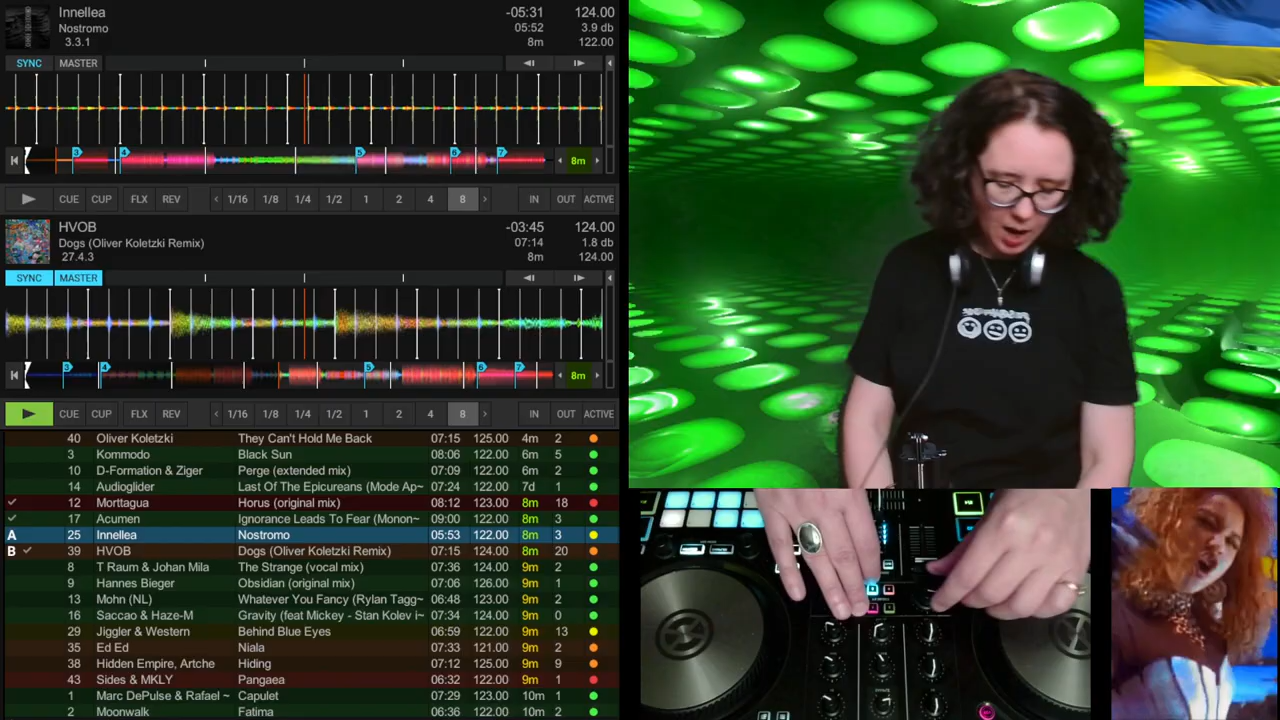 Innellea -05:31 124.00
Nostromo 05:52 3.9 db
3.3.1 8m 122.00
SYNC MASTER
3 4 5 6 7 8m
CUE CUP FLX REV 1/16 1/8 1/4 1/2 1 2 4 8 IN OUT ACTIVE
HVOB -03:45 124.00
Dogs (Oliver Koletzki Remix) 07:14 1.8 db
27.4.3 8m 124.00
SYNC MASTER
3 4 5 6 7 8m
CUE CUP FLX REV 1/16 1/8 1/4 1/2 1 2 4 8 IN OUT ACTIVE
40 Oliver Koletzki They Can't Hold Me Back 07:15 125.00 4m 2
3 Kommodo Black Sun 08:06 122.00 6m 5
10 D-Formation & Ziger Perge (extended mix) 07:09 122.00 6m 2
14 Audioglider Last Of The Epicureans (Mode Ap~ 07:24 122.00 7d 1
12 Morttagua Horus (original mix) 08:12 123.00 8m 18
17 Acumen Ignorance Leads To Fear (Monon~ 09:00 122.00 8m 3
A 25 Innellea Nostromo 05:53 122.00 8m 3
B 39 HVOB Dogs (Oliver Koletzki Remix) 07:15 124.00 8m 20
8 T Raum & Johan Mila The Strange (vocal mix) 07:36 124.00 9m 2
9 Hannes Bieger Obsidian (original mix) 07:06 126.00 9m 1
13 Mohn (NL) Whatever You Fancy (Rylan Tagg~ 06:48 123.00 9m 2
16 Saccao & Haze.M Gravity (feat Mickey - Stan Kolev i~ 07:34 124.00 9m 0
29 Jiggler & Western Behind Blue Eyes 06:59 122.00 9m 13
35 Ed Ed Niala 07:33 121.00 9m 2
38 Hidden Empire, Artche Hiding 07:12 125.00 9m 9
43 Sides & MKLY Pangaea 06:32 122.00 9m 1
1 Marc DePulse & Rafael ~ Capulet 07:29 123.00 10m 1
2 Moonwalk Fatima 06:36 122.00 10m 2